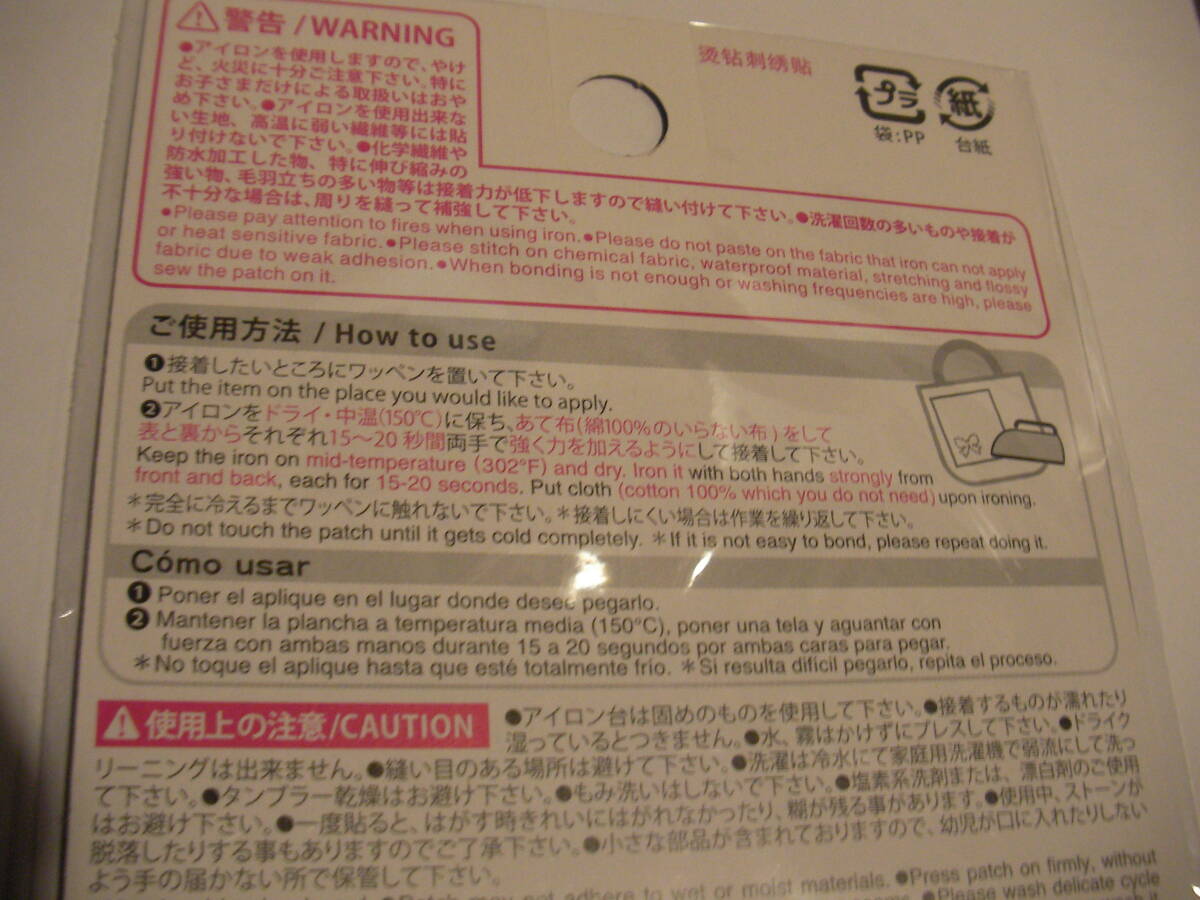 警告/WARNING
●アイロンを使用しますので、やけ
ど、火災に十分ご注意下さい。特に
お子さまだけによる取扱いはおや
め下さい。●アイロンを使用出来な
い生地、高温に弱い繊維等には貼
り付けないで下さい。●化学繊維や
防水加工した物、特に伸び縮みの
強い物、毛羽立ちの多い物等は接着力が低下しますので縫い付けて下さい。●洗濯回数の多いものや接着が
不十分な場合は、周りを縫って補強して下さい。
●Please pay attention to fires when using iron.●Please do not paste on the fabric that iron can not apply
or heat sensitive fabric.●Please stitch on chemical fabric, waterproof material, stretching and flossy
fabric due to weak adhesion.●When bonding is not enough or washing frequencies are high, please
sew the patch on it.
烫钻刺绣贴
プラ
袋:PP
紙
台紙
ご使用方法 / How to use
❶接着したいところにワッペンを置いて下さい。
Put the item on the place you would like to apply.
❷アイロンをドライ・中温(150℃)に保ち、あて布(綿100%のいらない布)をして
表と裏からそれぞれ15〜20秒間両手で強く力を加えるようにして接着して下さい。
Keep the iron on mid-temperature (302°F) and dry. Iron it with both hands strongly from
front and back, each for 15-20 seconds. Put cloth (cotton 100% which you do not need) upon ironing.
＊完全に冷えるまでワッペンに触れないで下さい。＊接着しにくい場合は作業を繰り返して下さい。
＊Do not touch the patch until it gets cold completely. ＊If it is not easy to bond, please repeat doing it.
Cómo usar
❶ Poner el aplique en el lugar donde desee pegarlo.
❷ Mantener la plancha a temperatura media (150°C), poner una tela y aguantar con
fuerza con ambas manos durante 15 a 20 segundos por ambas caras para pegar.
＊No toque el aplique hasta que esté totalmente frío. ＊Si resulta difícil pegarlo, repita el proceso.
使用上の注意/CAUTION
●アイロン台は固めのものを使用して下さい。●接着するものが濡れたり
湿っているとつきません。●水、霧はかけずにプレスして下さい。●ドライク
リーニングは出来ません。●縫い目のある場所は避けて下さい。●洗濯は冷水にて家庭用洗濯機で弱流にして洗っ
て下さい。●タンブラー乾燥はお避け下さい。●もみ洗いはしないで下さい。●塩素系洗剤または、漂白剤のご使用
はお避け下さい。●一度貼ると、はがす時きれいにはがれなかったり、糊が残る事があります。●使用中、ストーンが
脱落したりする事もありますのでご了承下さい。●小さな部品が含まれておりますので、幼児が口に入れたりしない
よう手の届かない所で保管して下さい。
may not adhere to wet or moist materials. ●Press patch on firmly, without
●Please wash delicate cycle